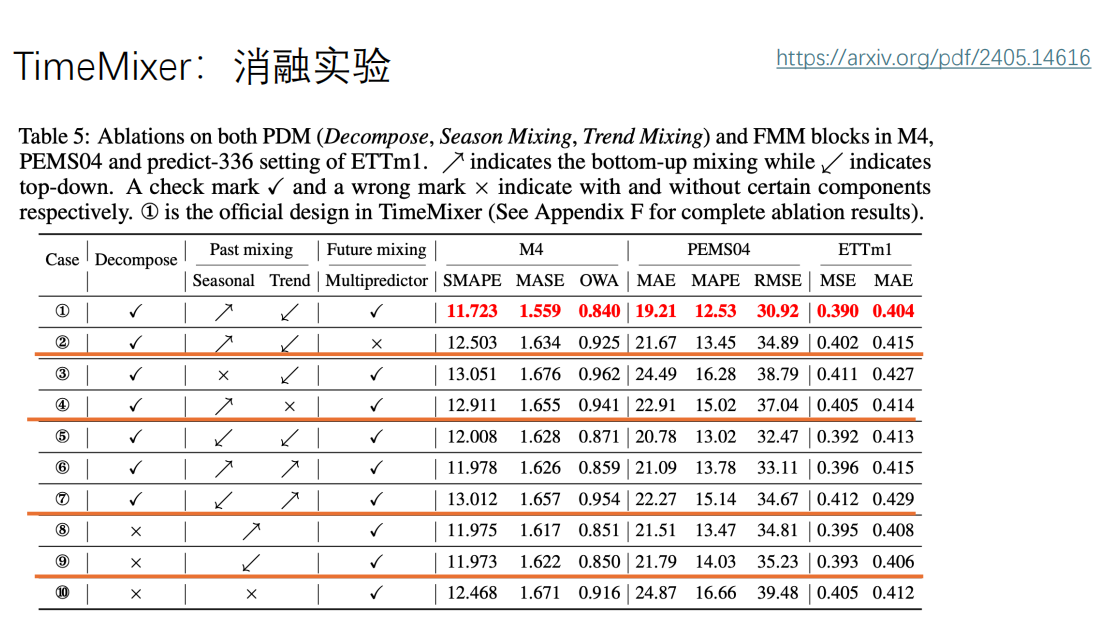 TimeMixer：消融实验
https://arxiv.org/pdf/2405.14616
Table 5: Ablations on both PDM (Decompose, Season Mixing, Trend Mixing) and FMM blocks in M4,
PEMS04 and predict-336 setting of ETTm1. ↗ indicates the bottom-up mixing while ↙ indicates
top-down. A check mark ✓ and a wrong mark × indicate with and without certain components
respectively. ① is the official design in TimeMixer (See Appendix F for complete ablation results).
Case Decompose Past mixing Future mixing M4 PEMS04 ETTm1
Seasonal Trend Multipredictor SMAPE MASE OWA MAE MAPE RMSE MSE MAE
① ✓ ↗ ↙ ✓ 11.723 1.559 0.840 19.21 12.53 30.92 0.390 0.404
② ✓ ↗ ↙ × 12.503 1.634 0.925 21.67 13.45 34.89 0.402 0.415
③ ✓ × ↙ ✓ 13.051 1.676 0.962 24.49 16.28 38.79 0.411 0.427
④ ✓ ↗ × ✓ 12.911 1.655 0.941 22.91 15.02 37.04 0.405 0.414
⑤ ✓ ↙ ↙ ✓ 12.008 1.628 0.871 20.78 13.02 32.47 0.392 0.413
⑥ ✓ ↗ ↗ ✓ 11.978 1.626 0.859 21.09 13.78 33.11 0.396 0.415
⑦ ✓ ↙ ↗ ✓ 13.012 1.657 0.954 22.27 15.14 34.67 0.412 0.429
⑧ × ↗ ✓ 11.975 1.617 0.851 21.51 13.47 34.81 0.395 0.408
⑨ × ↙ ✓ 11.973 1.622 0.850 21.79 14.03 35.23 0.393 0.406
⑩ × × ✓ 12.468 1.671 0.916 24.87 16.66 39.48 0.405 0.412